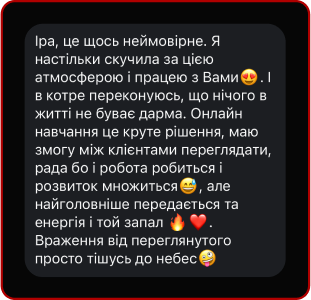 Іра, це щось неймовірне. Я
настільки скучила за цією
атмосферою і працею з Вами😍. І
в котре переконуюсь, що нічого в
житті не буває дарма. Онлайн
навчання це круте рішення, маю
змогу між клієнтами переглядати,
рада бо і робота робиться і
розвиток множиться😅, але
найголовніше передається та
енергія і той запал 🔥❤️.
Враження від переглянутого
просто тішусь до небес🤪